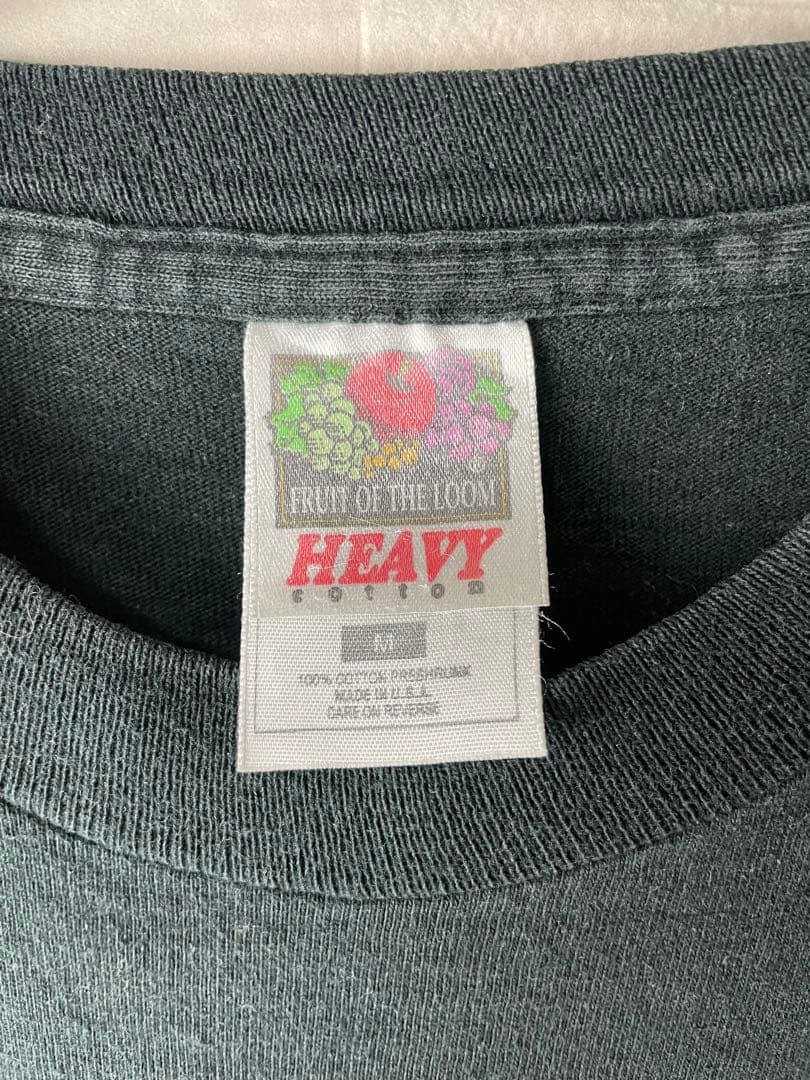 ®
FRUIT OF THE LOOM
HEAVY
cotton
M
100% COTTON PRESHRUNK
MADE IN U.S.A.
CARE ON REVERSE